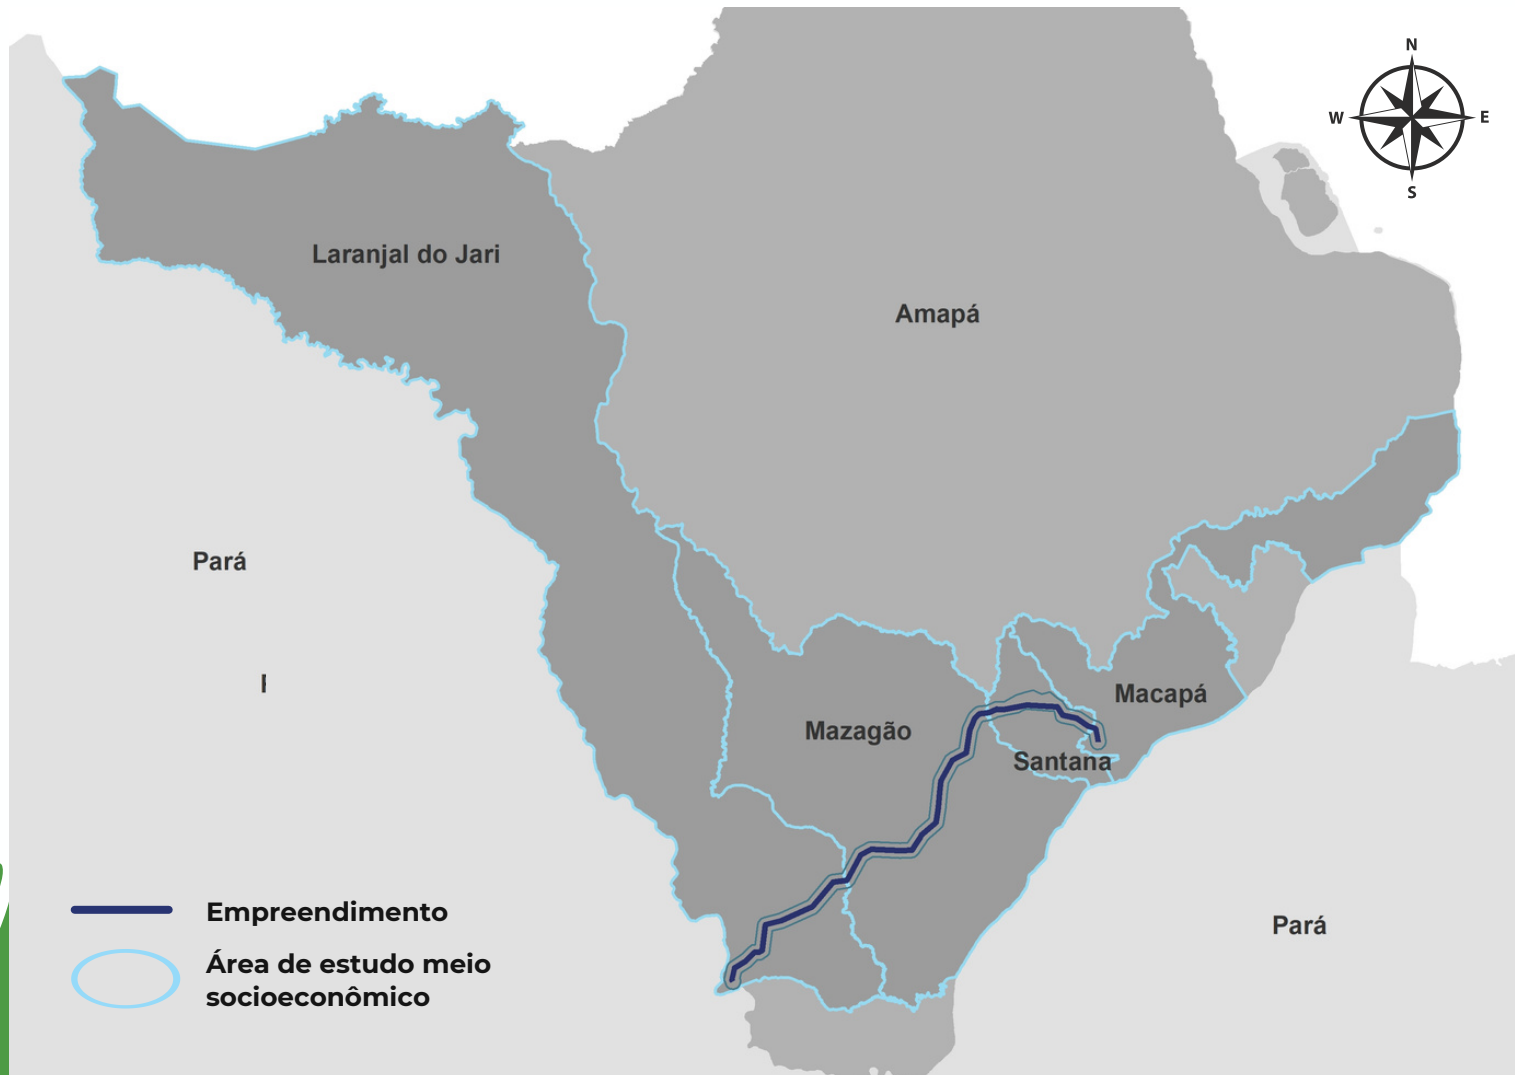 N
W
E
S
Laranjal do Jari
Amapá
Pará
Macapá
Mazagão
Santana
Empreendimento
Pará
Área de estudo meio
socioeconômico